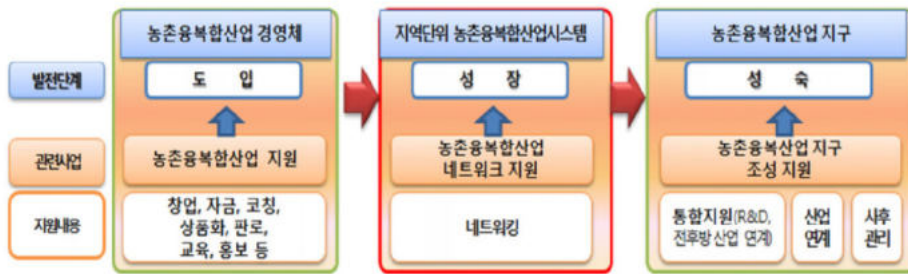 농촌융복합산업 경영체
지역단위 농촌융복합산업시스템
농촌융복합산업 지구
발전단계
도 입
성 장
성 숙
관련사업
농촌융복합산업 지원
농촌융복합산업
네트워크 지원
농촌융복산업 지구
조성 지원
지원내용
창업, 자금, 코칭,
상품화, 판로,
교육, 홍보 등
네트워킹
통합지원(R&D,
전후방 산업 연계)
산업
연계
사후
관리